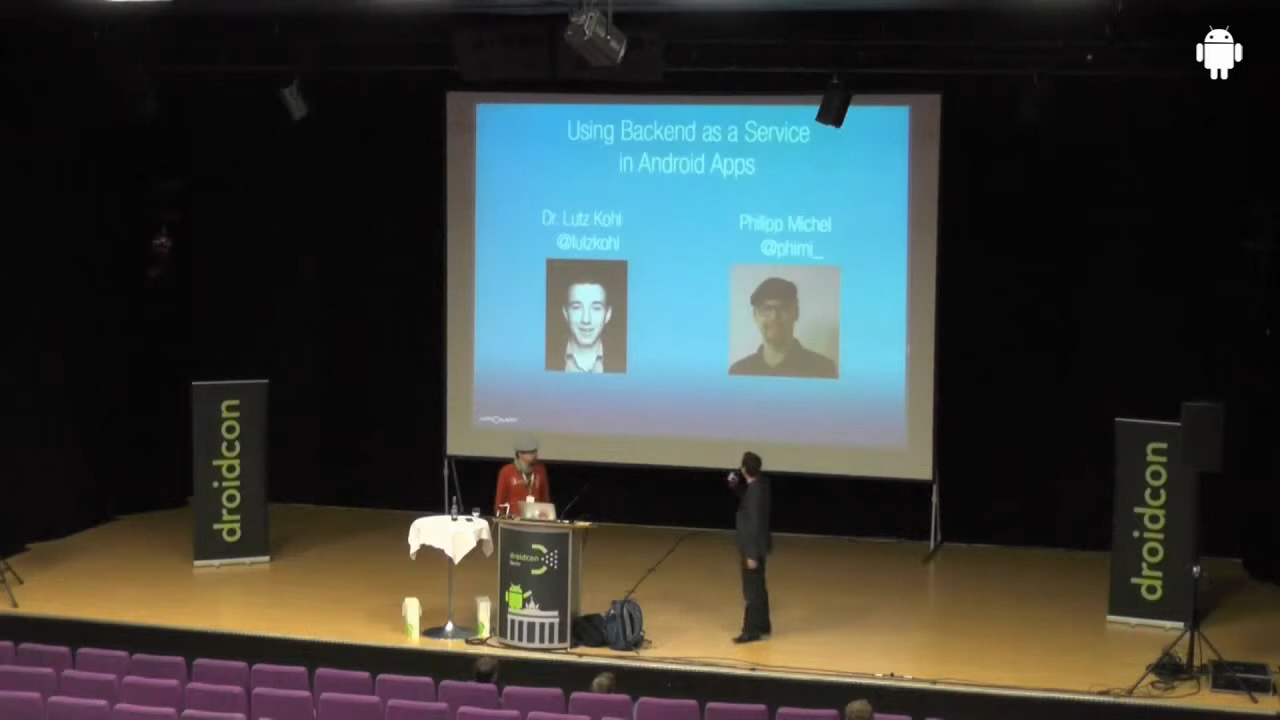 Using Backend as a Service
in Android Apps
Dr. Lutz Kohl
@lutzkohl
Philipp Michel
@phimi_
droidcon
droidcon
droidcon